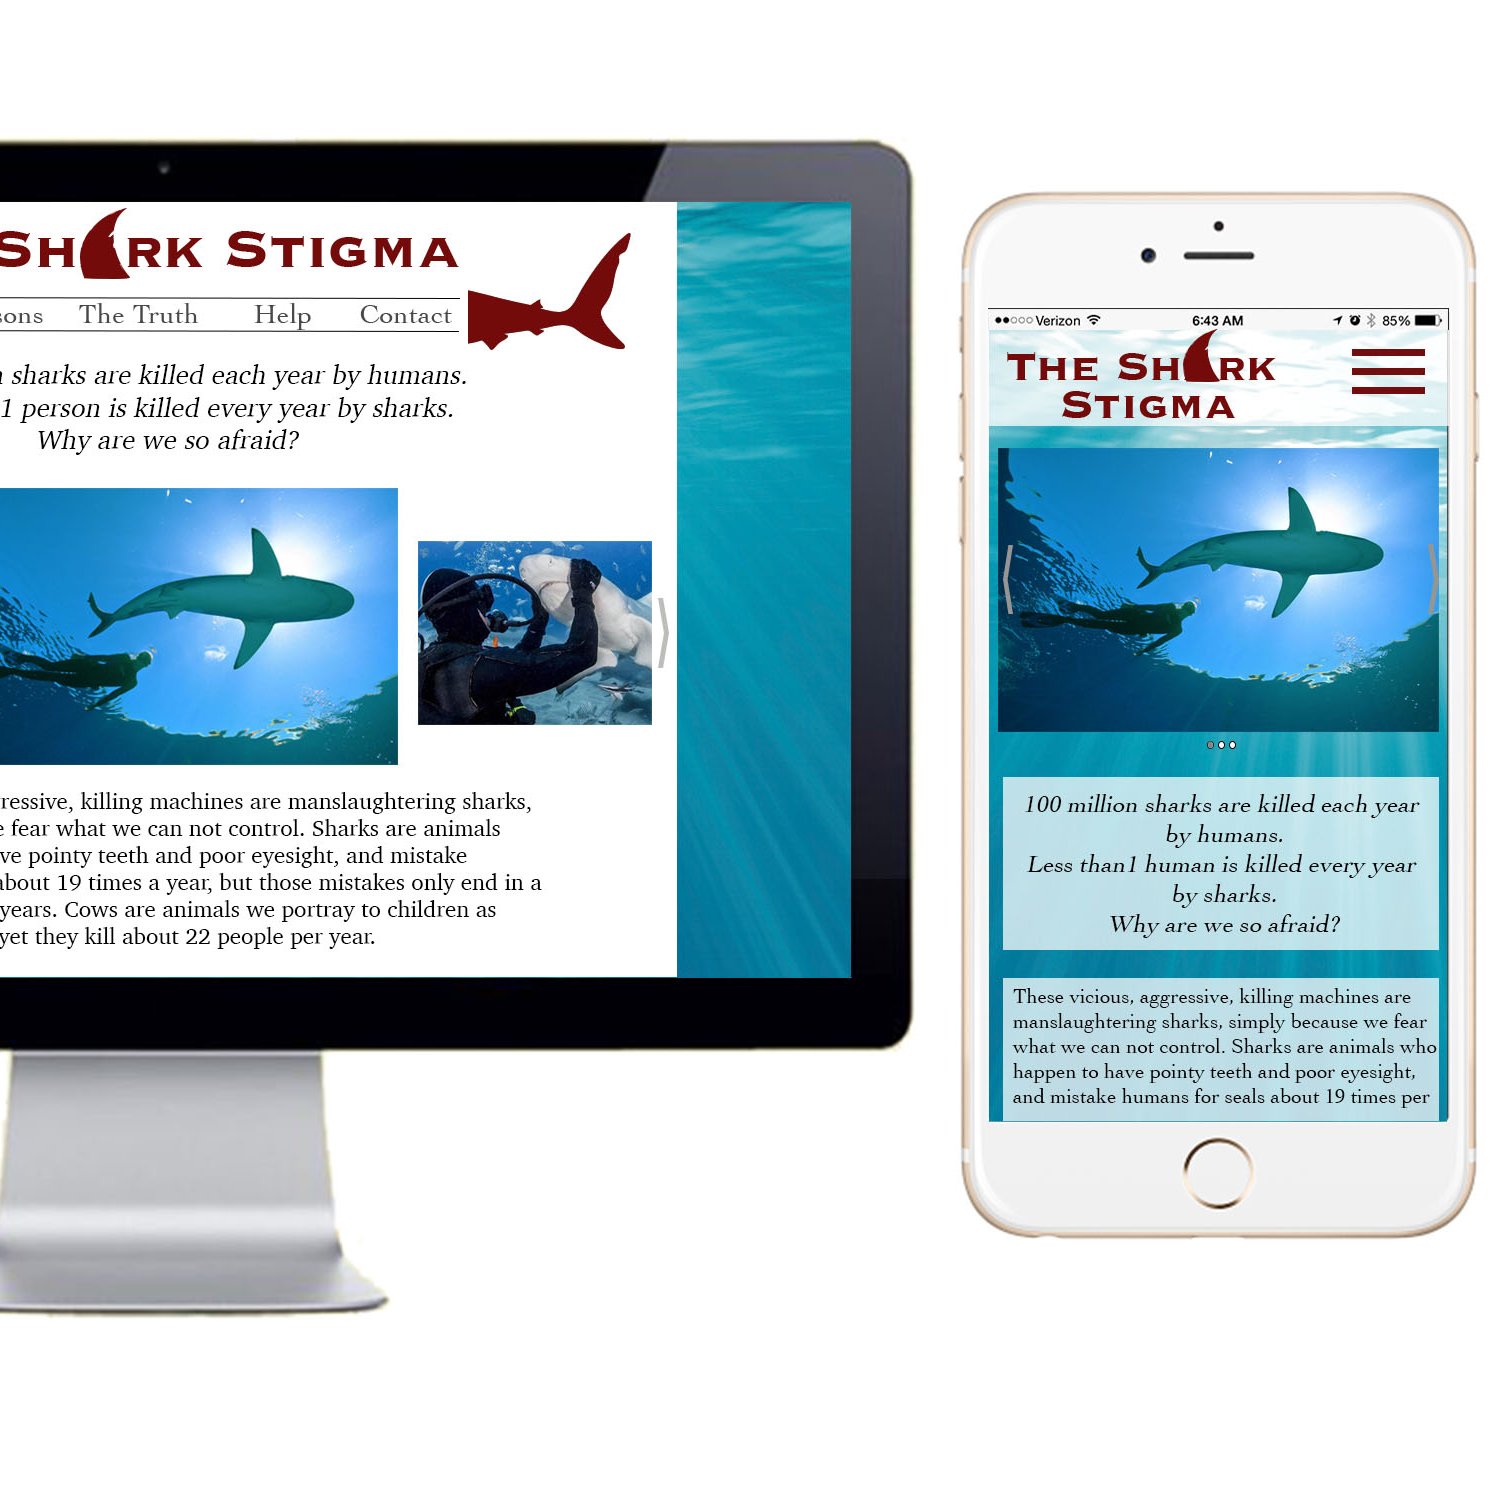 SHARK STIGMA
The Truth Help Contact
sharks are killed each year by humans.
1 person is killed every year by sharks.
Why are we so afraid?
killing machines are manslaughtering sharks,
fear what we can not control. Sharks are animals
pointy teeth and poor eyesight, and mistake
about 19 times a year, but those mistakes only end in a
years. Cows are animals we portray to children as
yet they kill about 22 people per year.
Verizon 6:43 AM 85%
THE SHARK
STIGMA
100 million sharks are killed each year
by humans.
Less than1 human is killed every year
by sharks.
Why are we so afraid?
These vicious, aggressive, killing machines are
manslaughtering sharks, simply because we fear
what we can not control. Sharks are animals who
happen to have pointy teeth and poor eyesight,
and mistake humans for seals about 19 times per